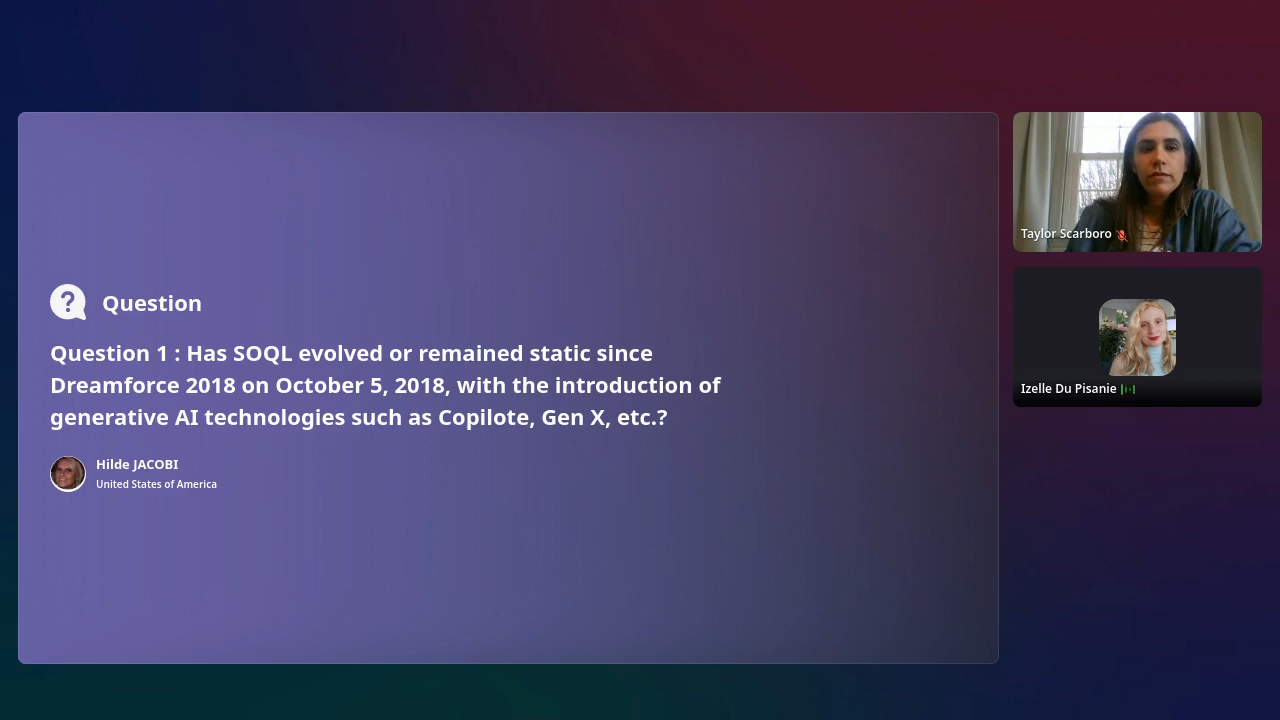 Question
Question 1 : Has SOQL evolved or remained static since
Dreamforce 2018 on October 5, 2018, with the introduction of
generative AI technologies such as Copilote, Gen X, etc.?
Hilde JACOBI
United States of America
Taylor Scarboro
Izelle Du Pisanie